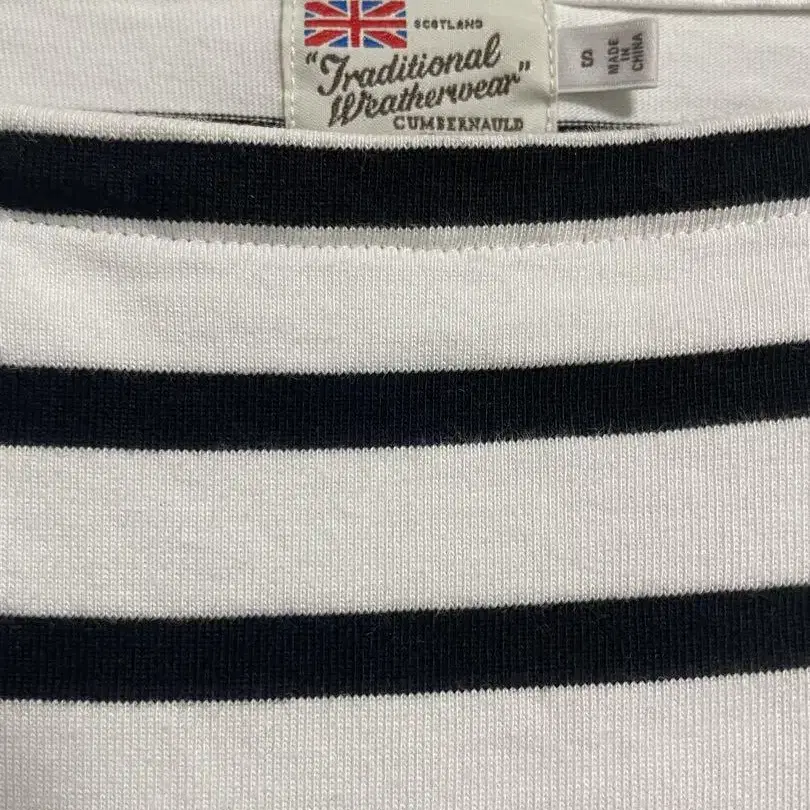 SCOTLAND
"Traditional
Weatherwear"
CUMBERNAULD
S
MADE
IN
CHINA